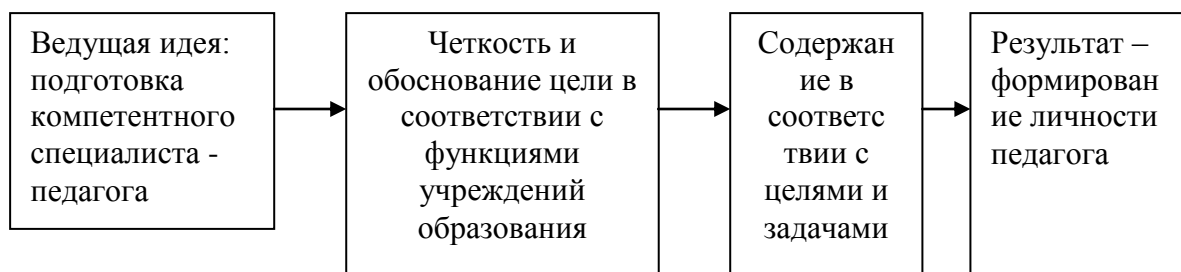 Ведущая идея:
подготовка
компетентного
специалиста -
педагога
Четкость и
обоснование цели в
соответствии с
функциями
учреждений
образования
Содержан
ие в
соответс
твии с
целями и
задачами
Результат –
формирован
ие личности
педагога